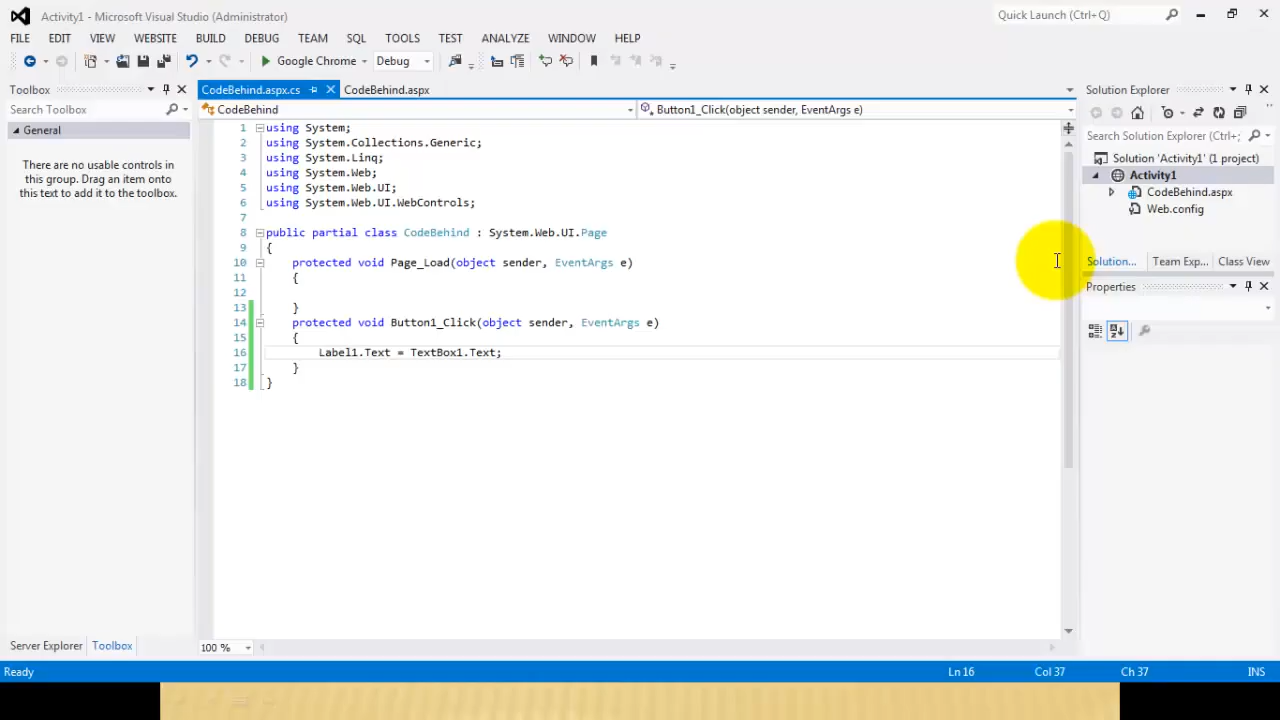 Activity1 - Microsoft Visual Studio (Administrator)
Quick Launch (Ctrl+Q)
FILE EDIT VIEW WEBSITE BUILD DEBUG TEAM SQL TOOLS TEST ANALYZE WINDOW HELP
Google Chrome Debug
Toolbox
CodeBehind.aspx.cs CodeBehind.aspx
Solution Explorer
Search Toolbox
CodeBehind
Button1_Click(object sender, EventArgs e)
General
There are no usable controls in
this group. Drag an item onto
this text to add it to the toolbox.
1 using System;
2 using System.Collections.Generic;
3 using System.Linq;
4 using System.Web;
5 using System.Web.UI;
6 using System.Web.UI.WebControls;
7
8 public partial class CodeBehind : System.Web.UI.Page
9 {
10 protected void Page_Load(object sender, EventArgs e)
11 {
12
13 }
14 protected void Button1_Click(object sender, EventArgs e)
15 {
16 Label1.Text = TextBox1.Text;
17 }
18 }
Search Solution Explorer (Ctrl+;
Solution 'Activity1' (1 project)
Activity1
CodeBehind.aspx
Web.config
Solution... Team Exp... Class View
Properties
Server Explorer Toolbox
100 %
Ready
Ln 16 Col 37 Ch 37 INS